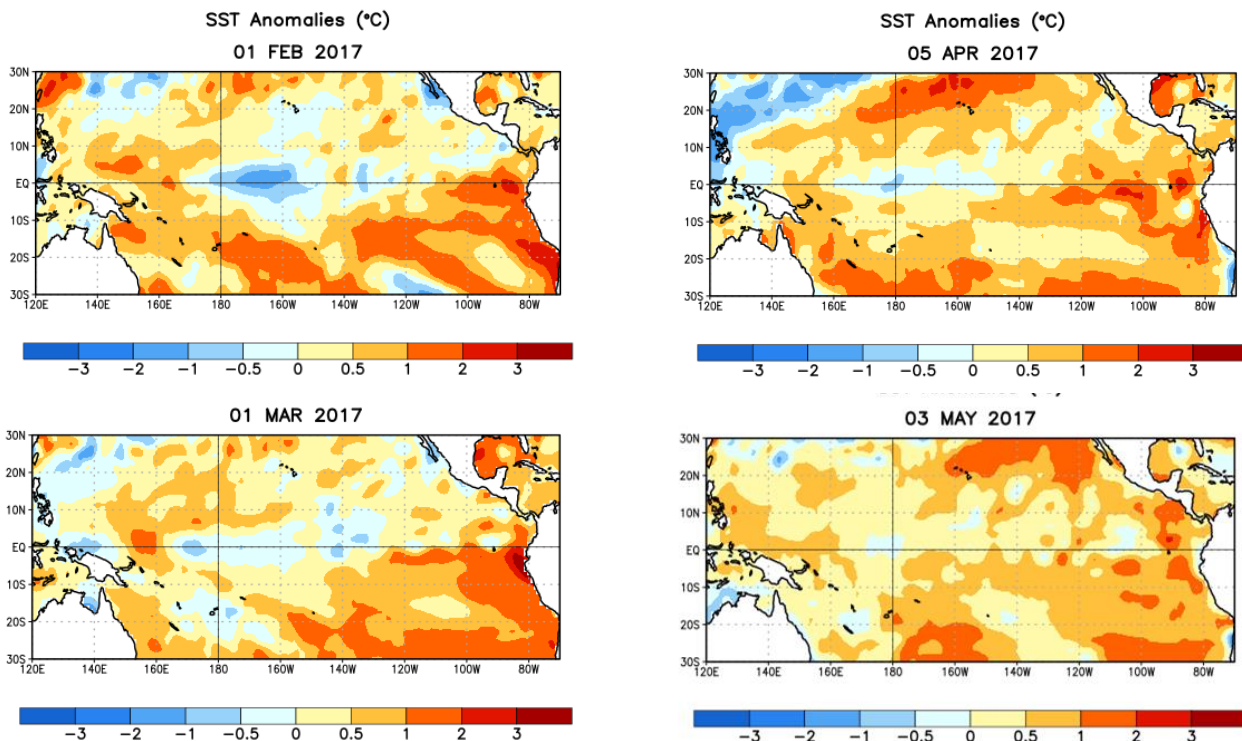 SST Anomalies (°C)
01 FEB 2017
30N
20N
10N
EQ
10S
20S
30S
120E 140E 160E 180 160W 140W 120W 100W 80W
−3 −2 −1 −0.5 0 0.5 1 2 3
SST Anomalies (°C)
05 APR 2017
30N
20N
10N
EQ
10S
20S
30S
120E 140E 160E 180 160W 140W 120W 100W 80W
−3 −2 −1 −0.5 0 0.5 1 2 3
01 MAR 2017
30N
20N
10N
EQ
10S
20S
30S
120E 140E 160E 180 160W 140W 120W 100W 80W
−3 −2 −1 −0.5 0 0.5 1 2 3
03 MAY 2017
30N
20N
10N
EQ
10S
20S
30S
120E 140E 160E 180 160W 140W 120W 100W 80W
−3 −2 −1 −0.5 0 0.5 1 2 3